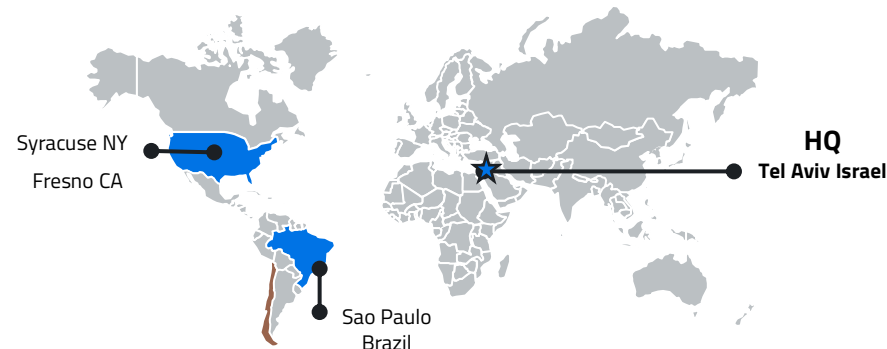 Syracuse NY
Fresno CA
HQ
Tel Aviv Israel
Sao Paulo
Brazil